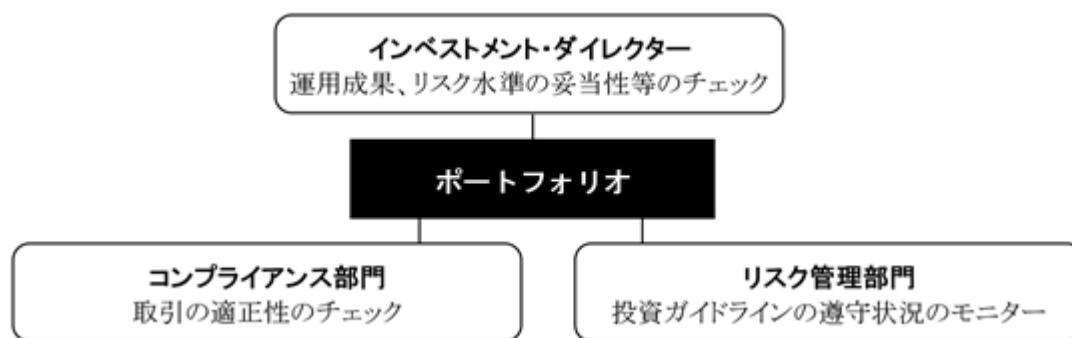 インベストメント・ダイレクター
運用成果、リスク水準の妥当性等のチェック
ポートフォリオ
コンプライアンス部門
取引の適正性のチェック
リスク管理部門
投資ガイドラインの遵守状況のモニター